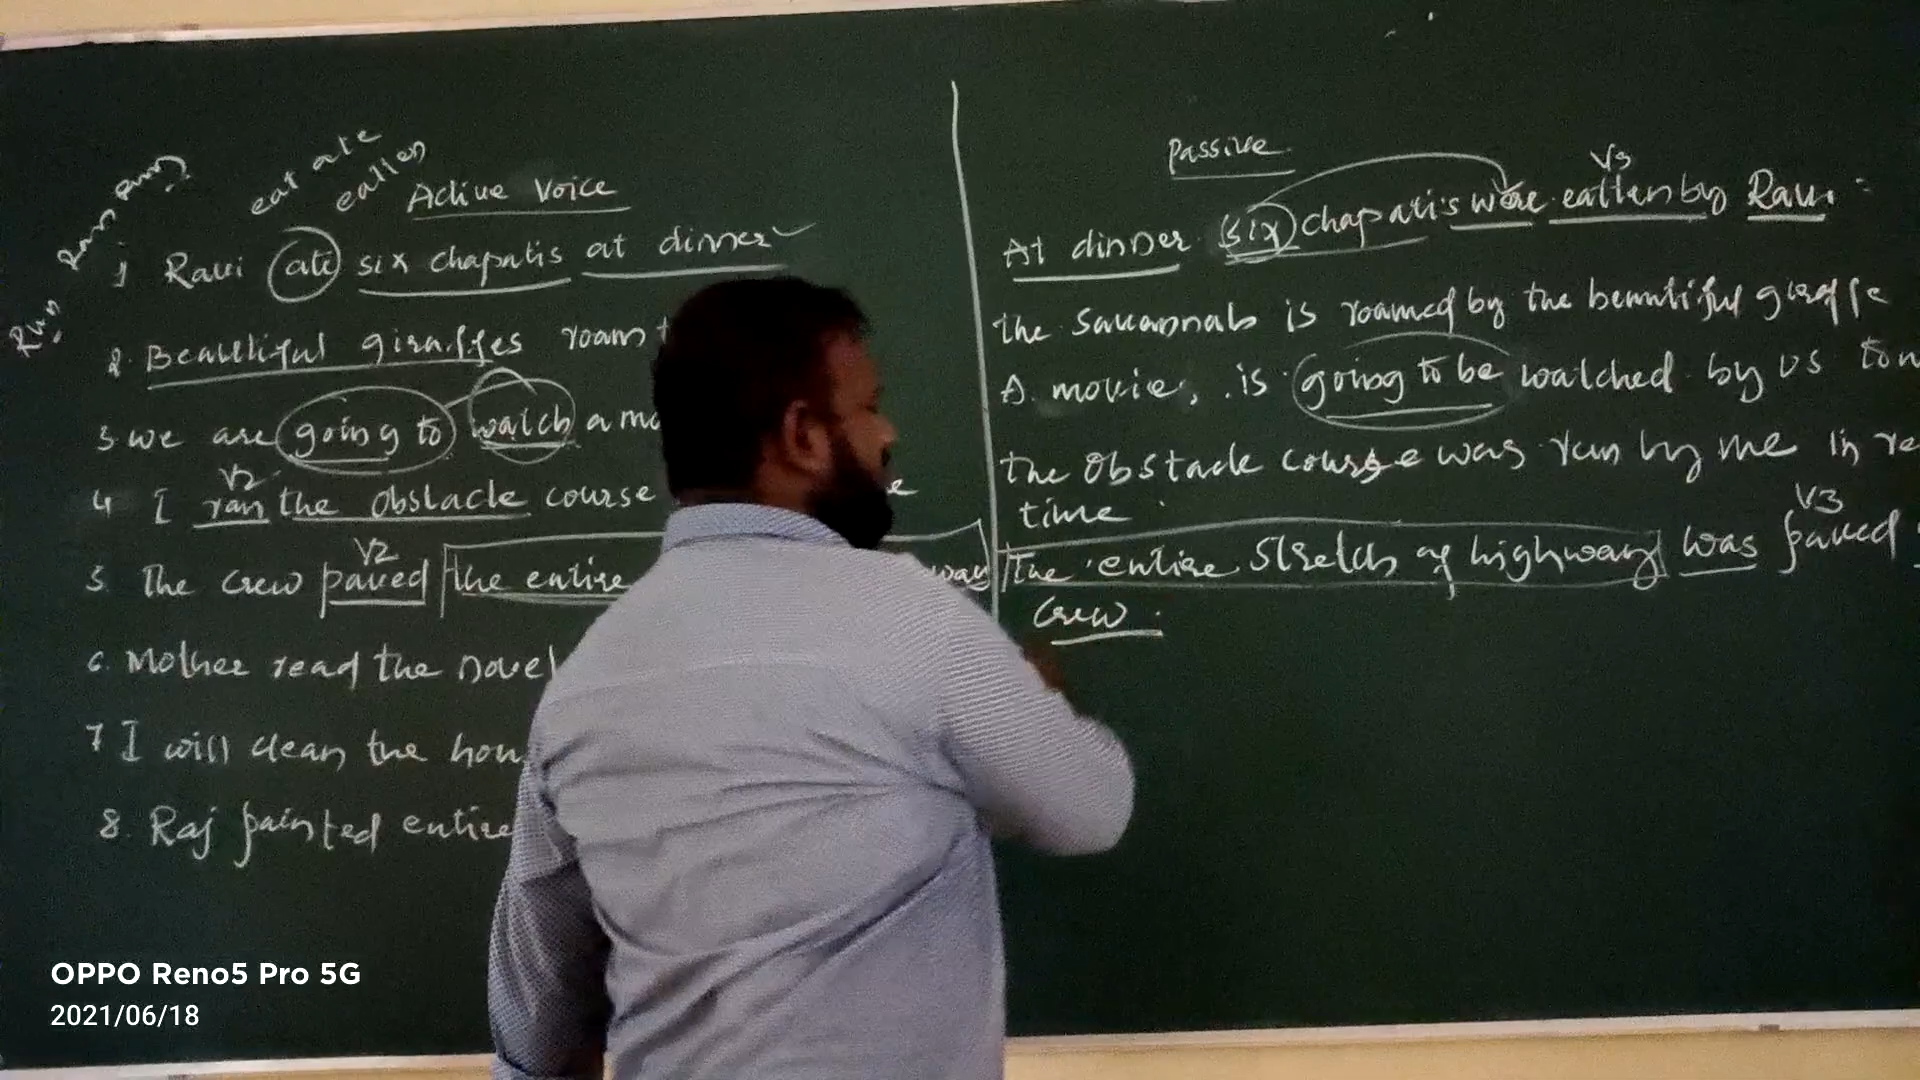 Run Ran Run
eat ate
eaten
Active Voice
1 Ravi ate six chapatis at dinner
2. Beautiful giraffes roam
3 we are going to watch a
V2
4 I ran the obstacle course
V2
5. The crew paved the entire way
6. Mother read the novel
7 I will clean the
8. Raj painted entire
Passive
V3
At dinner six chapatis were eatten by Ravi
the savannah is roamed by the beautiful giraffe
A movie, is going to be watched by us
the obstacle course was run by me in
time
V3
The entire stretch of highway was paved
crew.
OPPO Reno5 Pro 5G
2021/06/18